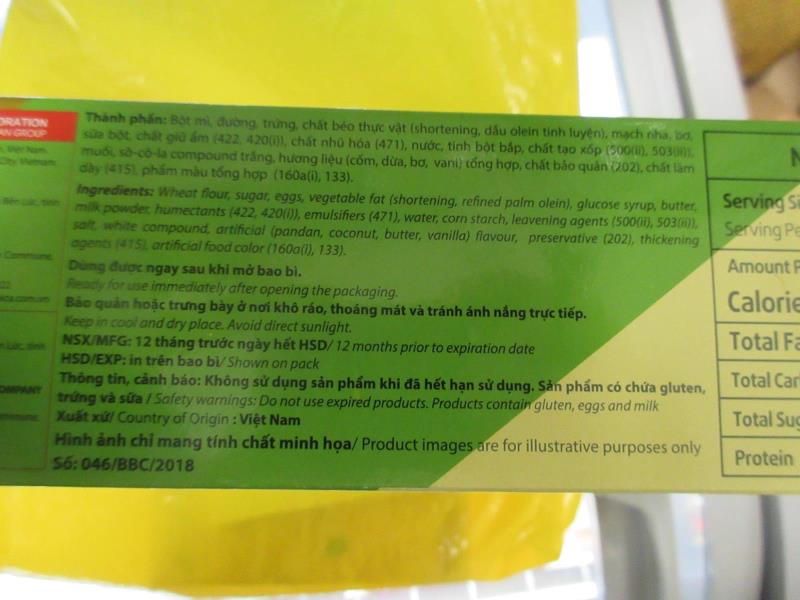 ORATION
AN GROUP
Thành phần: Bột mì, đường, trứng, chất béo thực vật (shortening, dầu olein tinh luyện), mạch nha, bơ,
sữa bột, chất giữ ẩm (422, 420(i)), chất nhũ hóa (471), nước, tinh bột bắp, chất tạo xốp (500(ii), 503(ii)),
muối, sô-cô-la compound trắng, hương liệu (cốm, dừa, bơ, vani) tổng hợp, chất bảo quản (202), chất làm
dày (415), phẩm màu tổng hợp (160a(i), 133).
Ingredients: Wheat flour, sugar, eggs, vegetable fat (shortening, refined palm olein), glucose syrup, butter,
milk powder, humectants (422, 420(i)), emulsifiers (471), water, corn starch, leavening agents (500(ii), 503(ii)),
salt, white compound, artificial (pandan, coconut, butter, vanilla) flavour, preservative (202), thickening
agents (415), artificial food color (160a(i), 133).
Dùng được ngay sau khi mở bao bì.
Ready for use immediately after opening the packaging.
Bảo quản hoặc trưng bày ở nơi khô ráo, thoáng mát và tránh ánh nắng trực tiếp.
Keep in cool and dry place. Avoid direct sunlight.
NSX/MFG: 12 tháng trước ngày hết HSD/ 12 months prior to expiration date
HSD/EXP: in trên bao bì/ Shown on pack
Thông tin, cảnh báo: Không sử dụng sản phẩm khi đã hết hạn sử dụng. Sản phẩm có chứa gluten,
trứng và sữa / Safety warnings: Do not use expired products. Products contain gluten, eggs and milk
Xuất xứ/ Country of Origin : Việt Nam
Hình ảnh chỉ mang tính chất minh họa/ Product images are for illustrative purposes only
Số: 046/BBC/2018
N
Serving Si
Serving Pe
Amount P
Calorie
Total Fa
Total Car
Total Sug
Protein